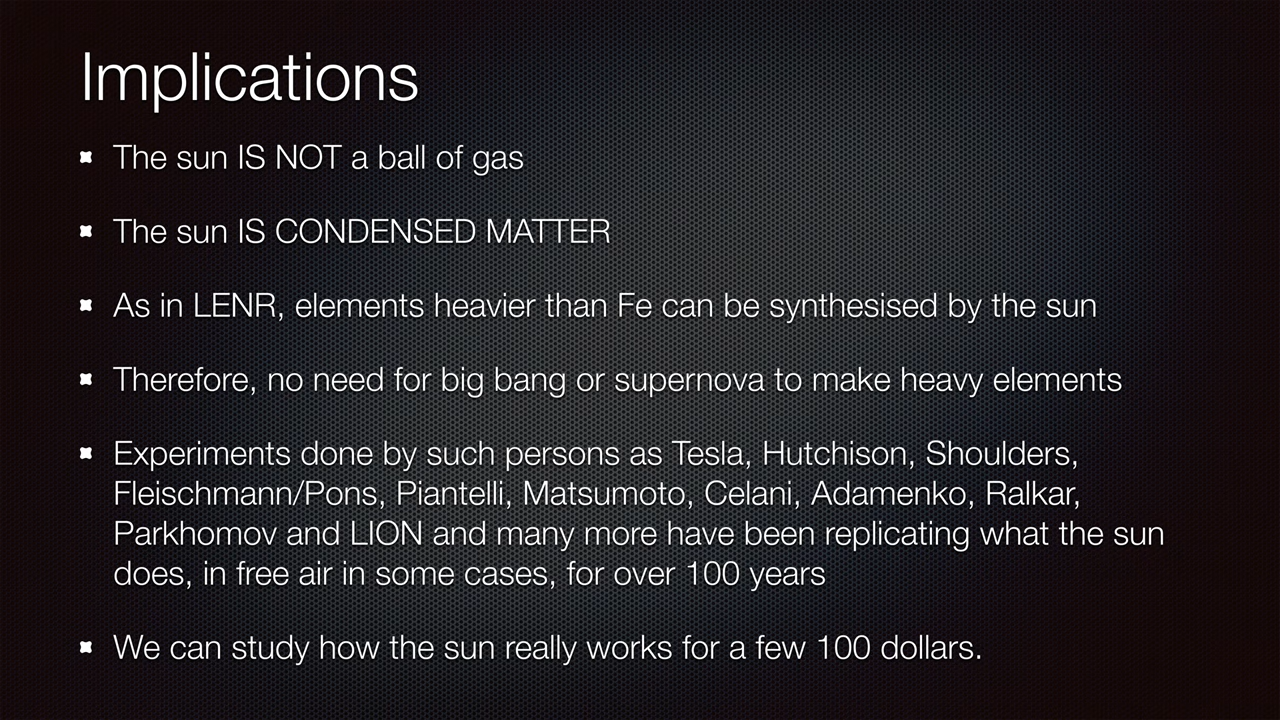 Implications
The sun IS NOT a ball of gas
The sun IS CONDENSED MATTER
As in LENR, elements heavier than Fe can be synthesised by the sun
Therefore, no need for big bang or supernova to make heavy elements
Experiments done by such persons as Tesla, Hutchison, Shoulders,
Fleischmann/Pons, Piantelli, Matsumoto, Celani, Adamenko, Ralkar,
Parkhomov and LION and many more have been replicating what the sun
does, in free air in some cases, for over 100 years
We can study how the sun really works for a few 100 dollars.